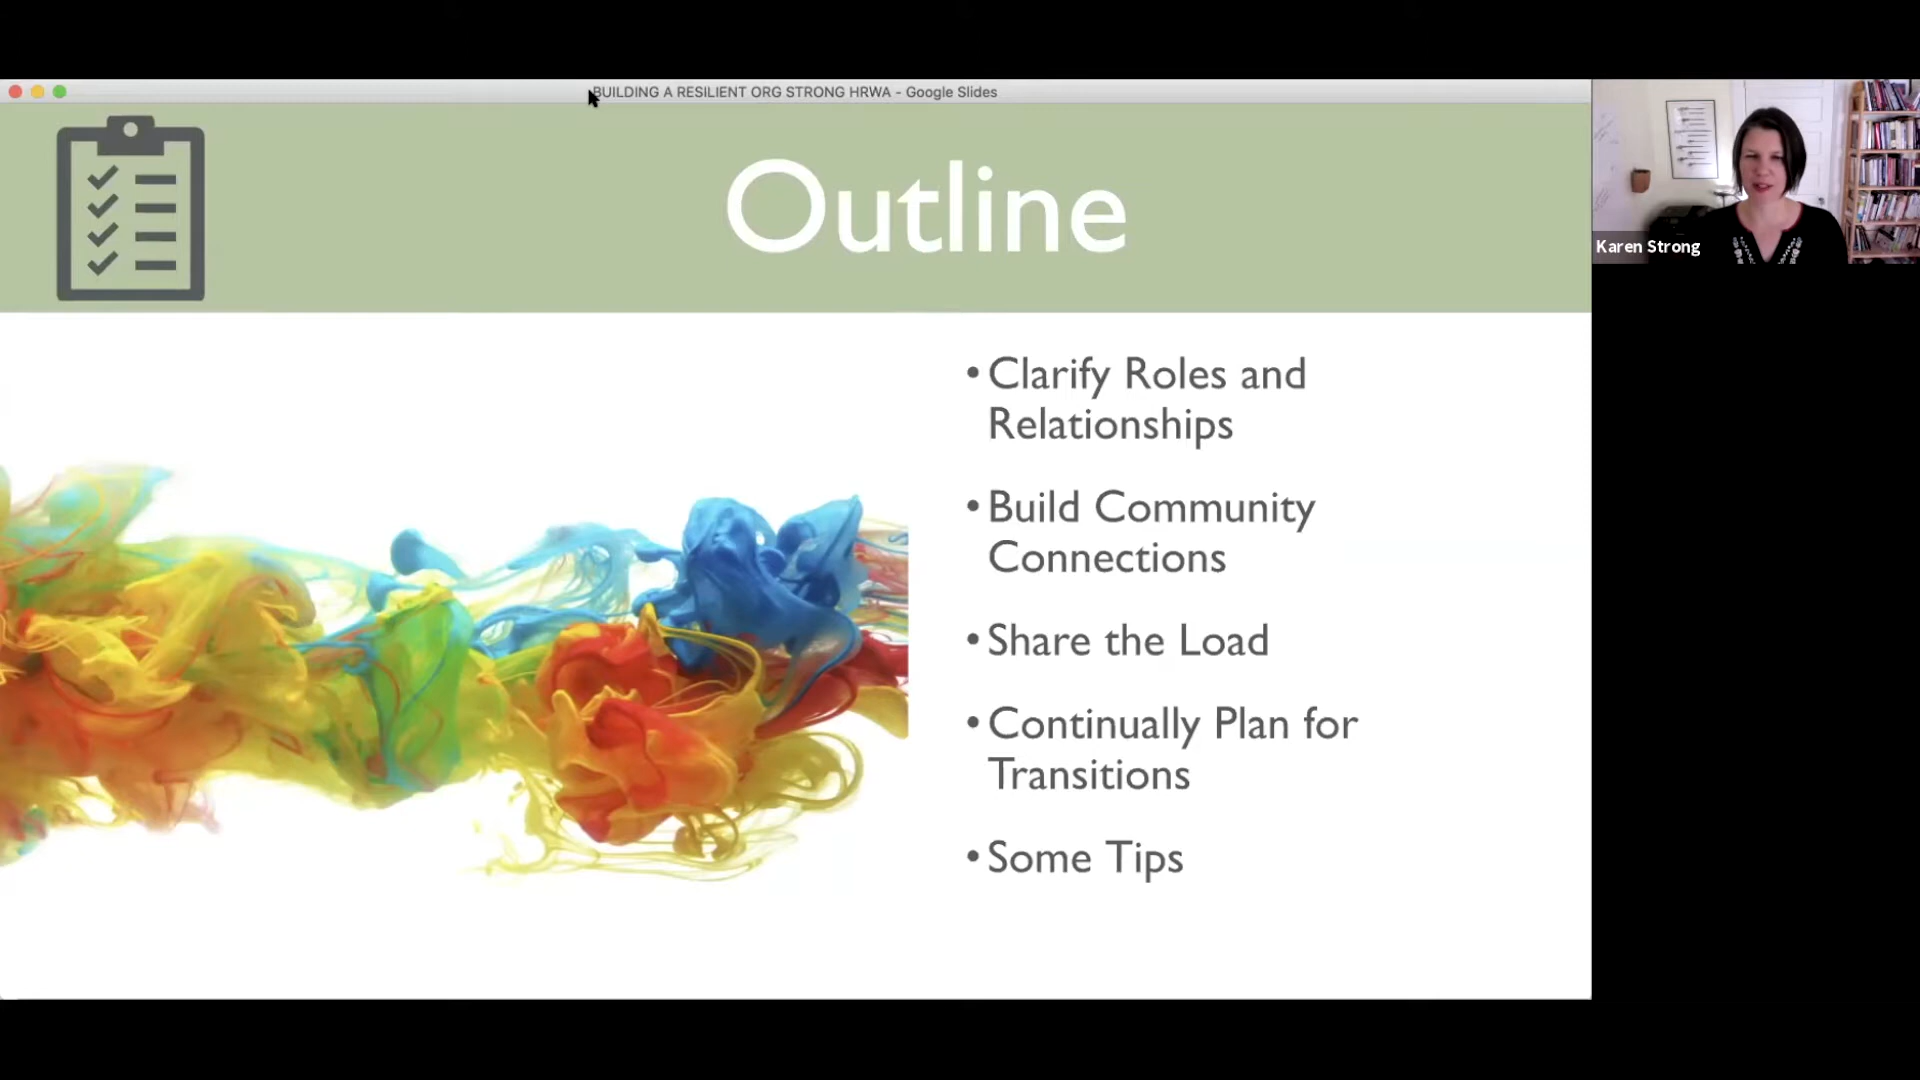 BUILDING A RESILIENT ORG STRONG HRWA - Google Slides
Outline
Karen Strong
• Clarify Roles and
Relationships
• Build Community
Connections
• Share the Load
• Continually Plan for
Transitions
• Some Tips